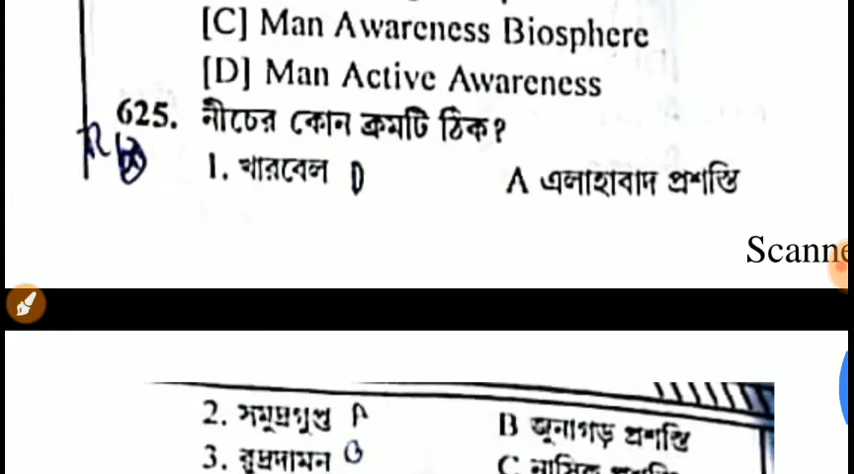 [C] Man Awareness Biosphere
[D] Man Active Awareness
625. নীচের কোন ক্রমটি ঠিক?
1. খারবেল D A এলাহাবাদ প্রশস্তি
2. সমুদ্রগুপ্ত A B জুনাগড় প্রশস্তি
3. রুদ্রদামন B C নাসিক